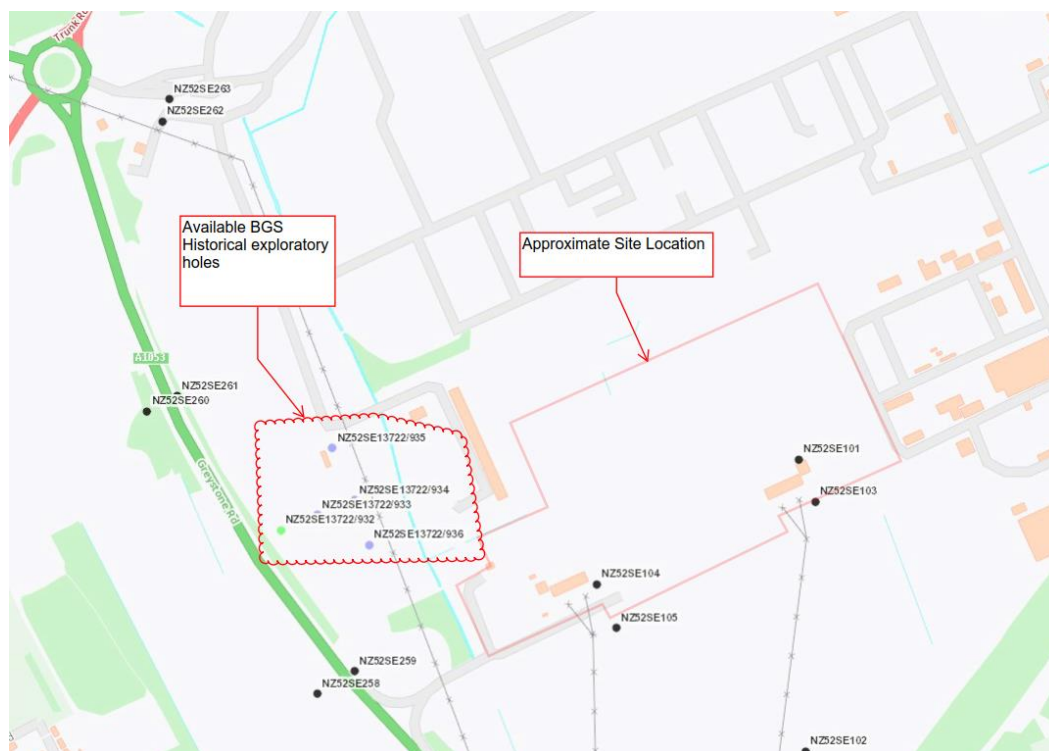 Trunk Rd
NZ52SE263
NZ52SE262
Available BGS
Historical exploratory
holes
Approximate Site Location
A1053
NZ52SE261
NZ52SE260
NZ52SE13722/935
Greystone Rd
NZ52SE101
NZ52SE13722/934
NZ52SE103
NZ52SE13722/933
NZ52SE13722/932
NZ52SE13722/936
NZ52SE104
NZ52SE105
NZ52SE259
NZ52SE258
NZ52SE102